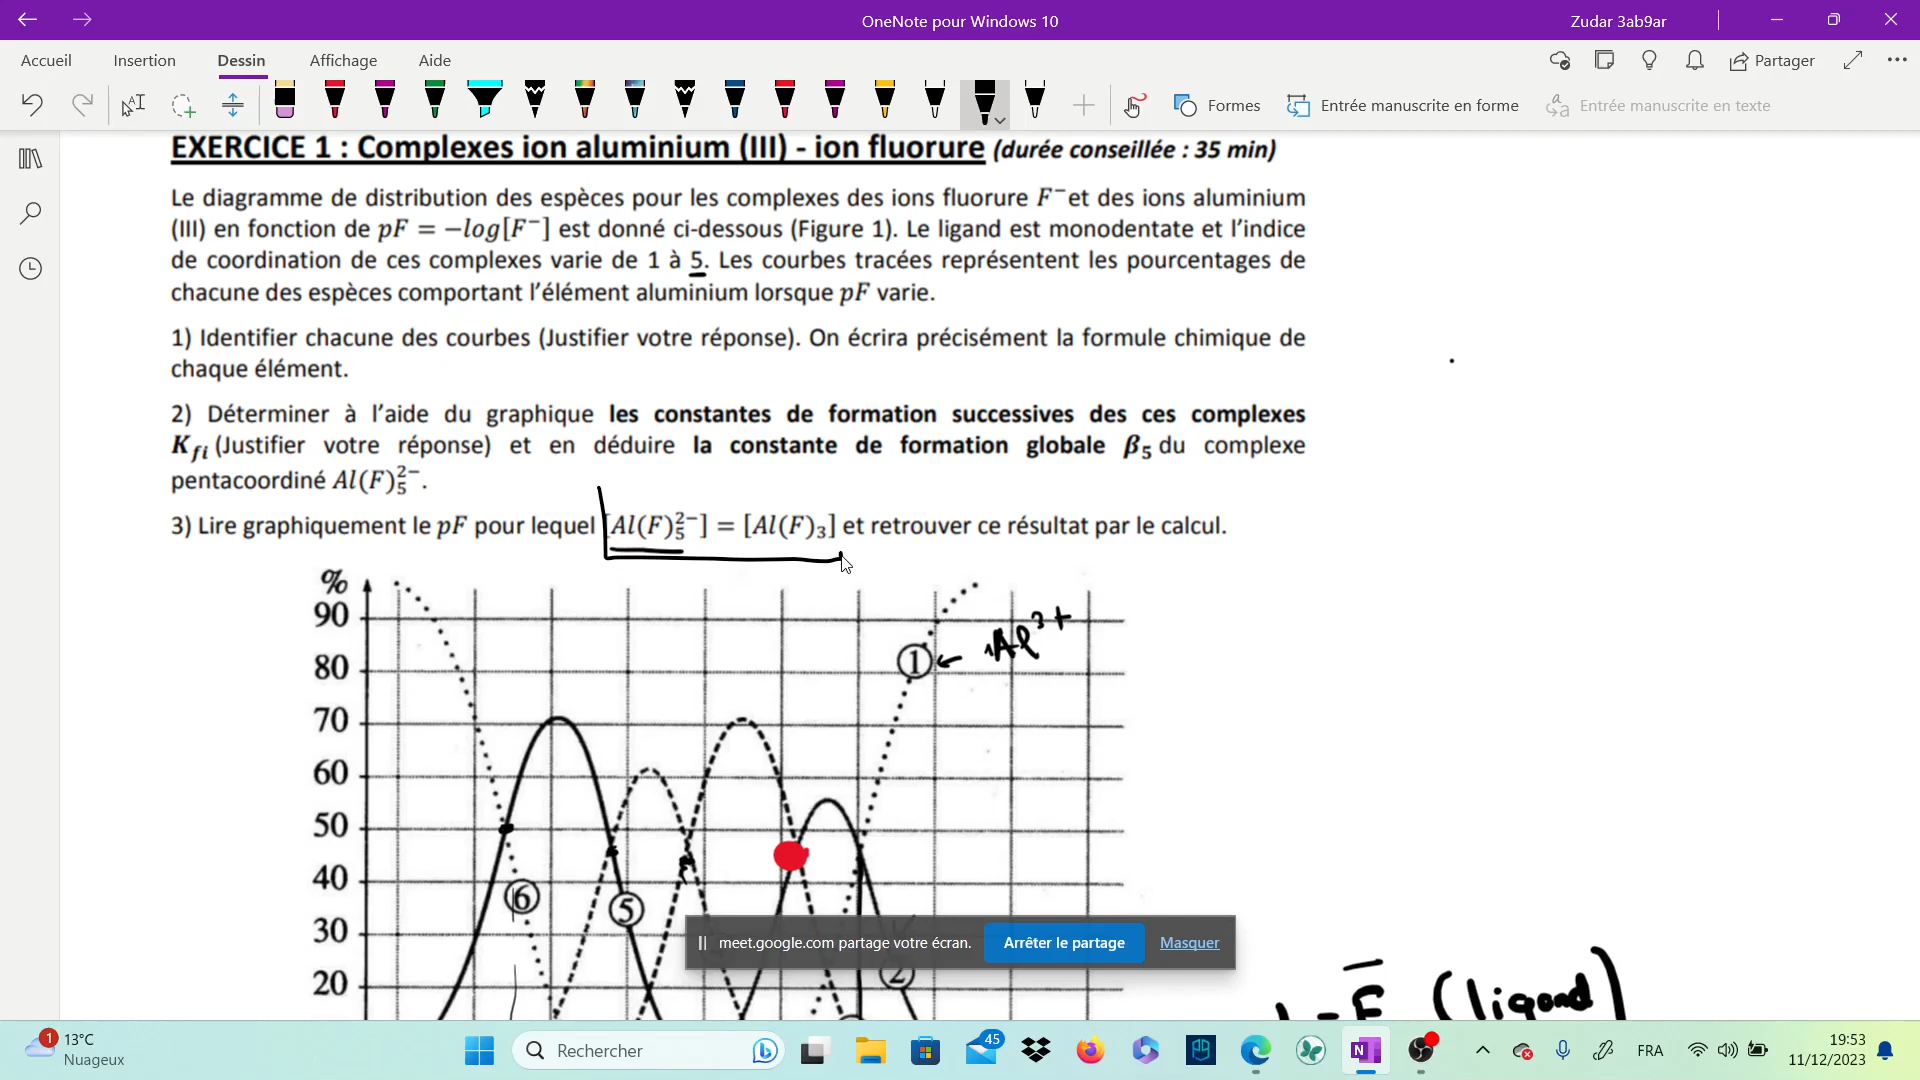 OneNote pour Windows 10
Zudar 3ab9ar
Accueil
Insertion
Dessin
Affichage
Aide
Partager
Formes
Entrée manuscrite en forme
Entrée manuscrite en texte
EXERCICE 1 : Complexes ion aluminium (III) - ion fluorure (durée conseillée : 35 min)
Le diagramme de distribution des espèces pour les complexes des ions fluorure F⁻et des ions aluminium
(III) en fonction de pF = −log[F⁻] est donné ci-dessous (Figure 1). Le ligand est monodentate et l'indice
de coordination de ces complexes varie de 1 à 5. Les courbes tracées représentent les pourcentages de
chacune des espèces comportant l'élément aluminium lorsque pF varie.
1) Identifier chacune des courbes (Justifier votre réponse). On écrira précisément la formule chimique de
chaque élément.
2) Déterminer à l'aide du graphique les constantes de formation successives des ces complexes
K_fi (Justifier votre réponse) et en déduire la constante de formation globale β₅ du complexe
pentacoordiné Al(F)₅²⁻.
3) Lire graphiquement le pF pour lequel [Al(F)₅²⁻] = [Al(F)₃] et retrouver ce résultat par le calcul.
%
90
80
70
60
50
40
30
20
① ← Al³⁺
⑥
⑤
②
meet.google.com partage votre écran.
Arrêter le partage
Masquer
F⁻ (ligand)
1
13°C
Nuageux
Rechercher
45
FRA
19:53
11/12/2023